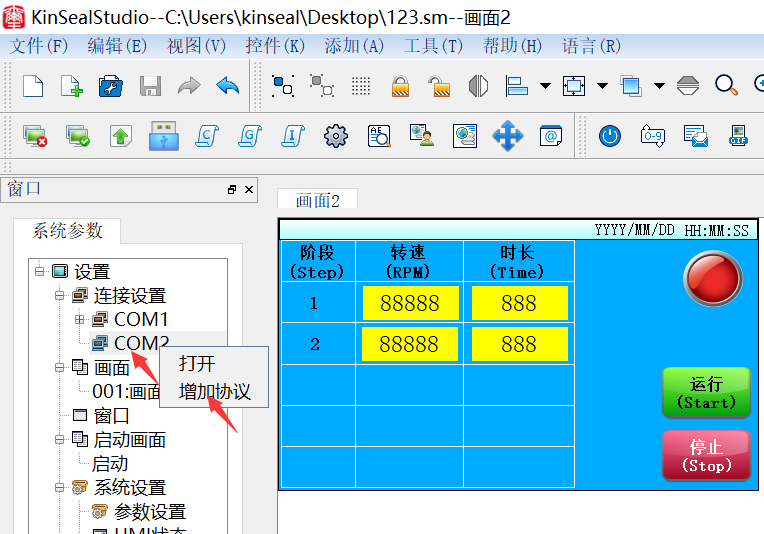 KinSealStudio--C:\Users\kinseal\Desktop\123.sm--画面2
文件(F) 编辑(E) 视图(V) 控件(K) 添加(A) 工具(T) 帮助(H) 语言(R)
窗口
画面2
系统参数
设置
连接设置
COM1
COM2
画面
001:画面
窗口
启动画面
启动
系统设置
参数设置
HMI状态
打开
增加协议
YYYY/MM/DD HH:MM:SS
阶段 转速 时长
(Step) (RPM) (Time)
1 88888 888
2 88888 888
运行
(Start)
停止
(Stop)